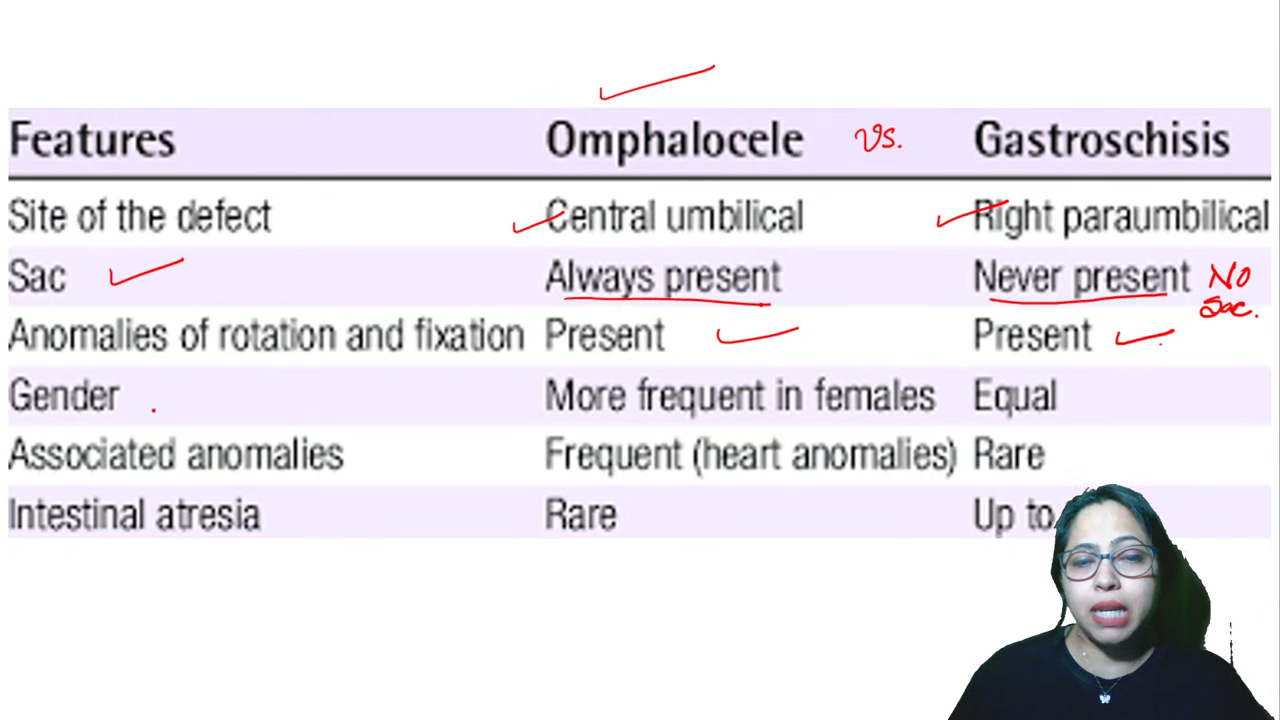 Features Omphalocele vs. Gastroschisis
Site of the defect Central umbilical Right paraumbilical
Sac Always present Never present No Sac.
Anomalies of rotation and fixation Present Present
Gender More frequent in females Equal
Associated anomalies Frequent (heart anomalies) Rare
Intestinal atresia Rare Up to